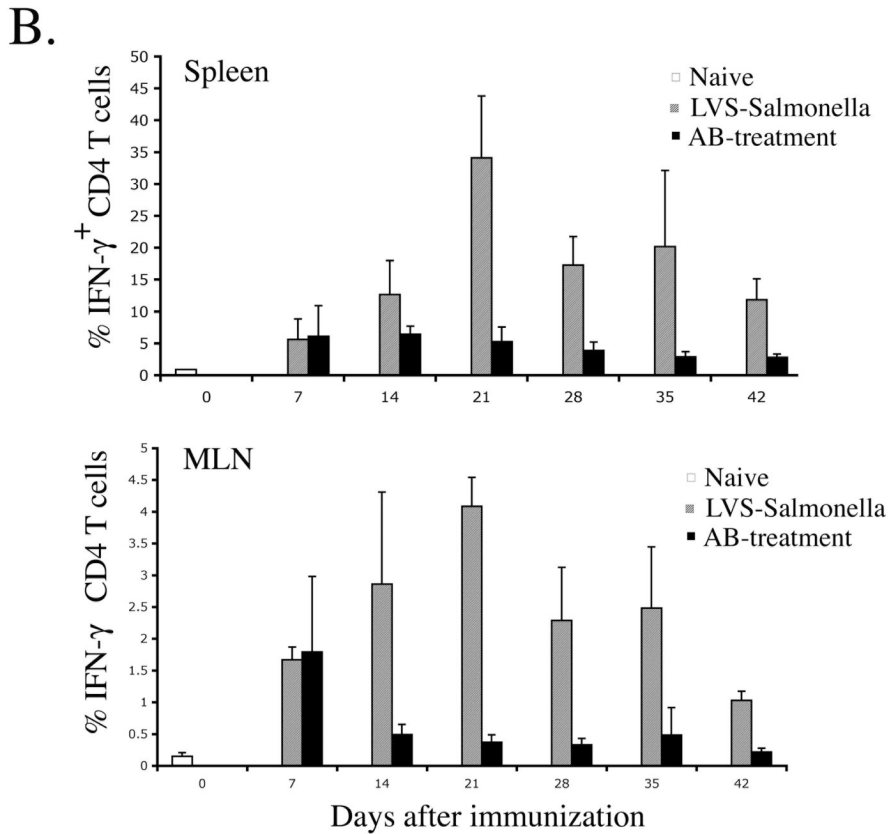 B.
% IFN-γ+ CD4 T cells
50
45
40
35
30
25
20
15
10
5
0
Spleen
Naive
LVS-Salmonella
AB-treatment
0 7 14 21 28 35 42
% IFN-γ CD4 T cells
5
4.5
4
3.5
3
2.5
2
1.5
1
0.5
0
MLN
Naive
LVS-Salmonella
AB-treatment
0 7 14 21 28 35 42
Days after immunization